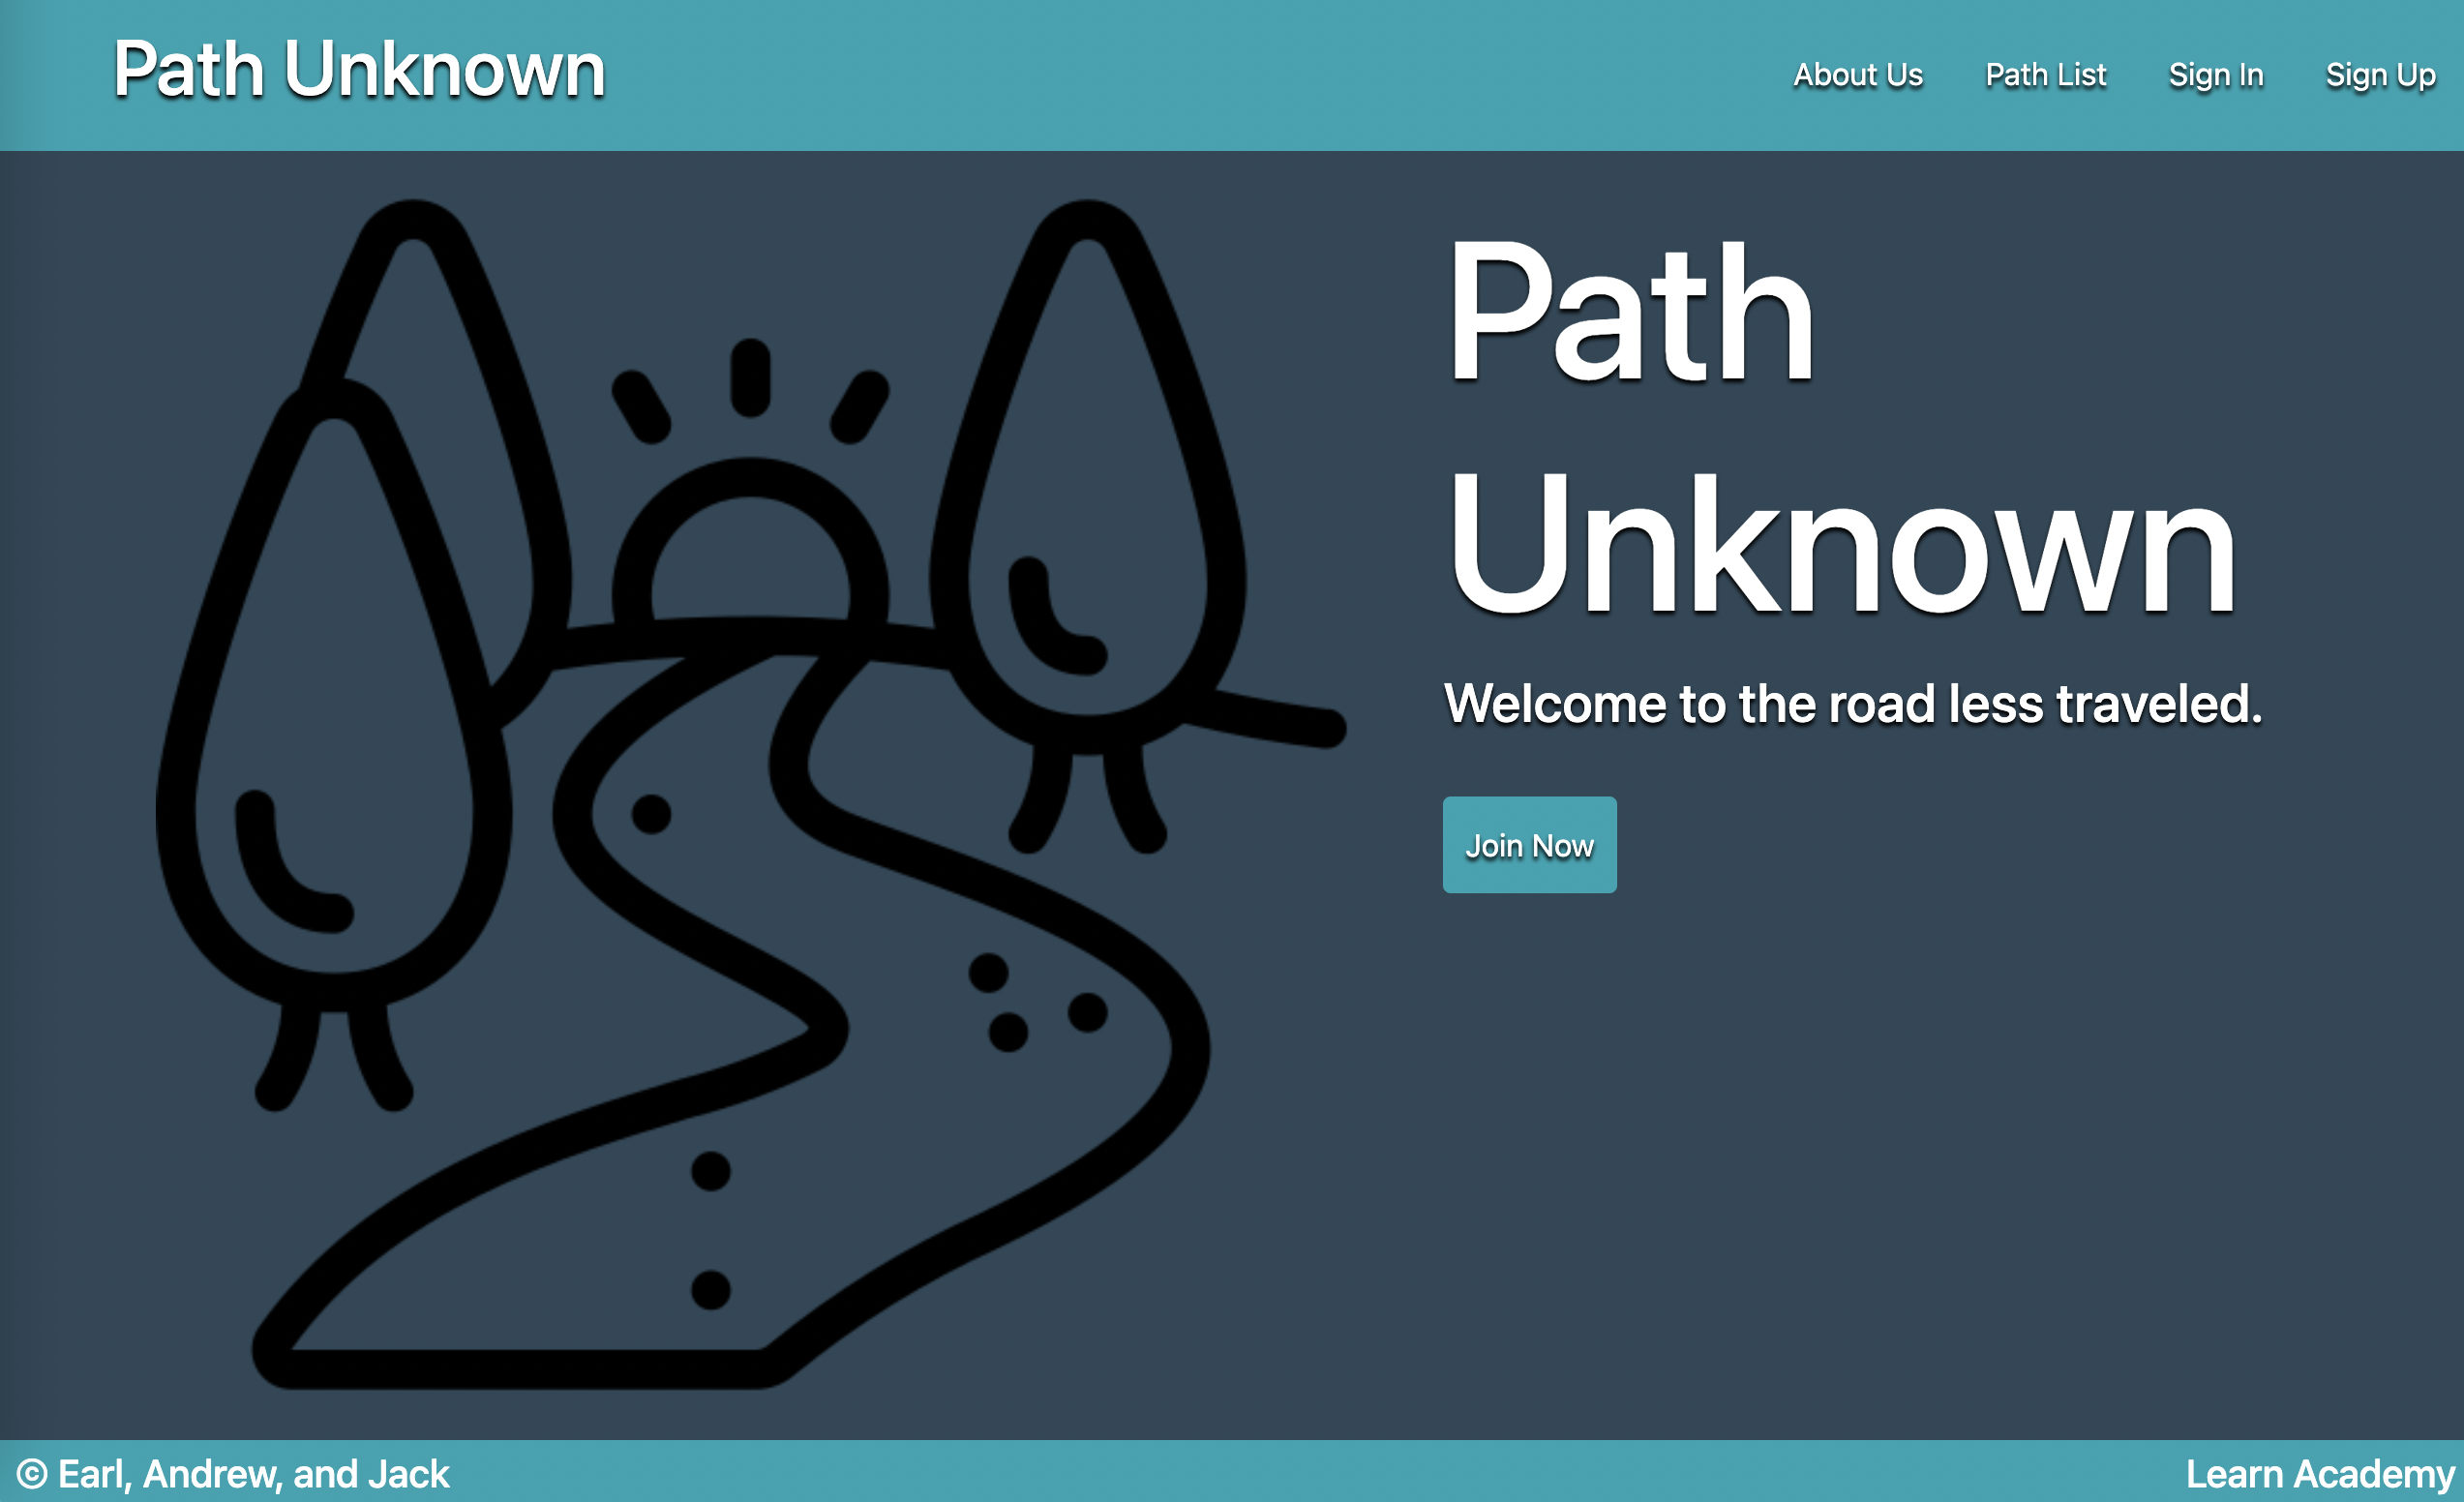 Path Unknown
About Us
Path List
Sign In
Sign Up
Path
Unknown
Welcome to the road less traveled.
Join Now
© Earl, Andrew, and Jack
Learn Academy